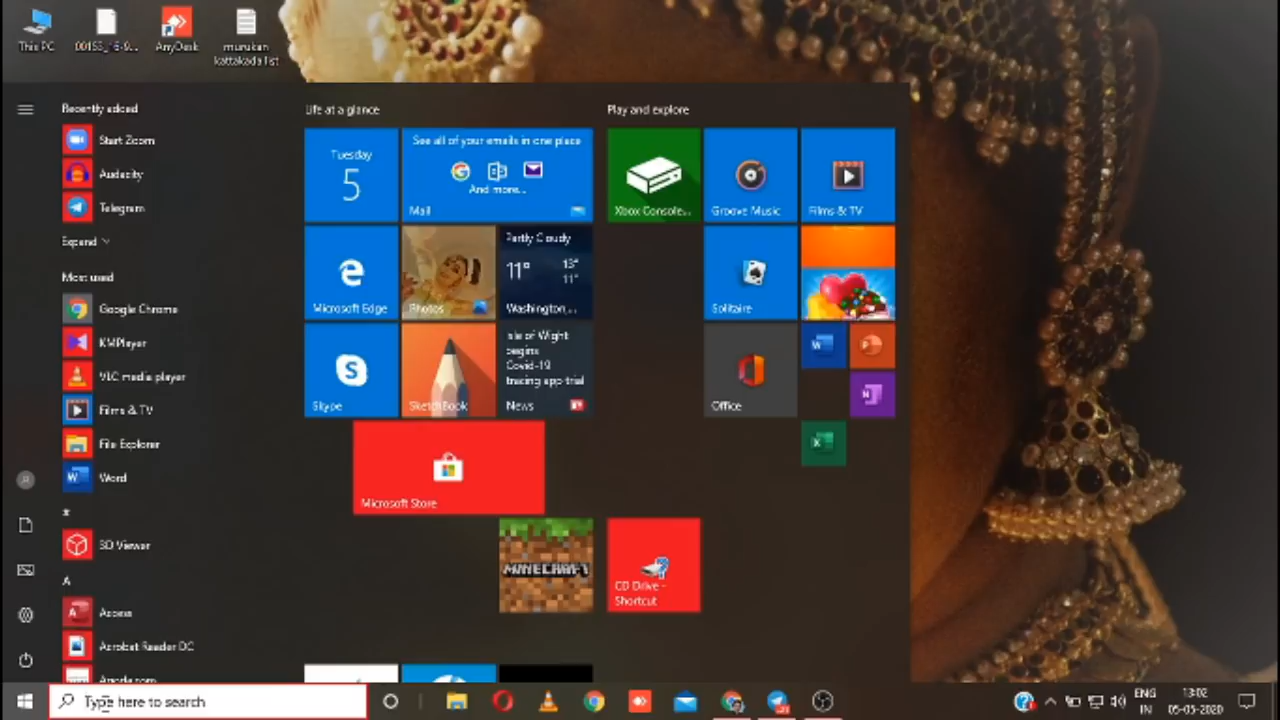 This PC
AnyDesk
murukan
kattakada list
Recently added
Start Zoom
Audacity
Telegram
Expand
Most used
Google Chrome
KMPlayer
VLC media player
Films & TV
File Explorer
Word
#
3D Viewer
A
Access
Acrobat Reader DC
Life at a glance
Tuesday
5
See all of your emails in one place
And more...
Mail
Microsoft Edge
Photos
Partly Cloudy
11°
13°
11°
Washington,...
Skype
SketchBook
Isle of Wight
begins
Covid-19
tracing app trial
News
Microsoft Store
MINECRAFT
Play and explore
Xbox Console...
Groove Music
Films & TV
Solitaire
Office
CD Drive -
Shortcut
Type here to search
ENG
IN
13:02
05-05-2020